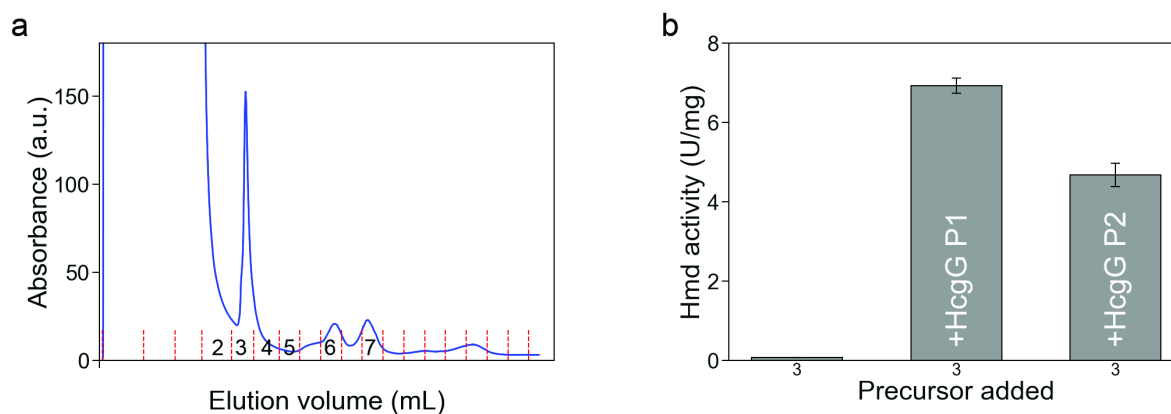 a
Absorbance (a.u.)
150
100
50
0
2 3 4 5 6 7
Elution volume (mL)
b
Hmd activity (U/mg)
8
6
4
2
0
+HcgG P1
+HcgG P2
3 3 3
Precursor added